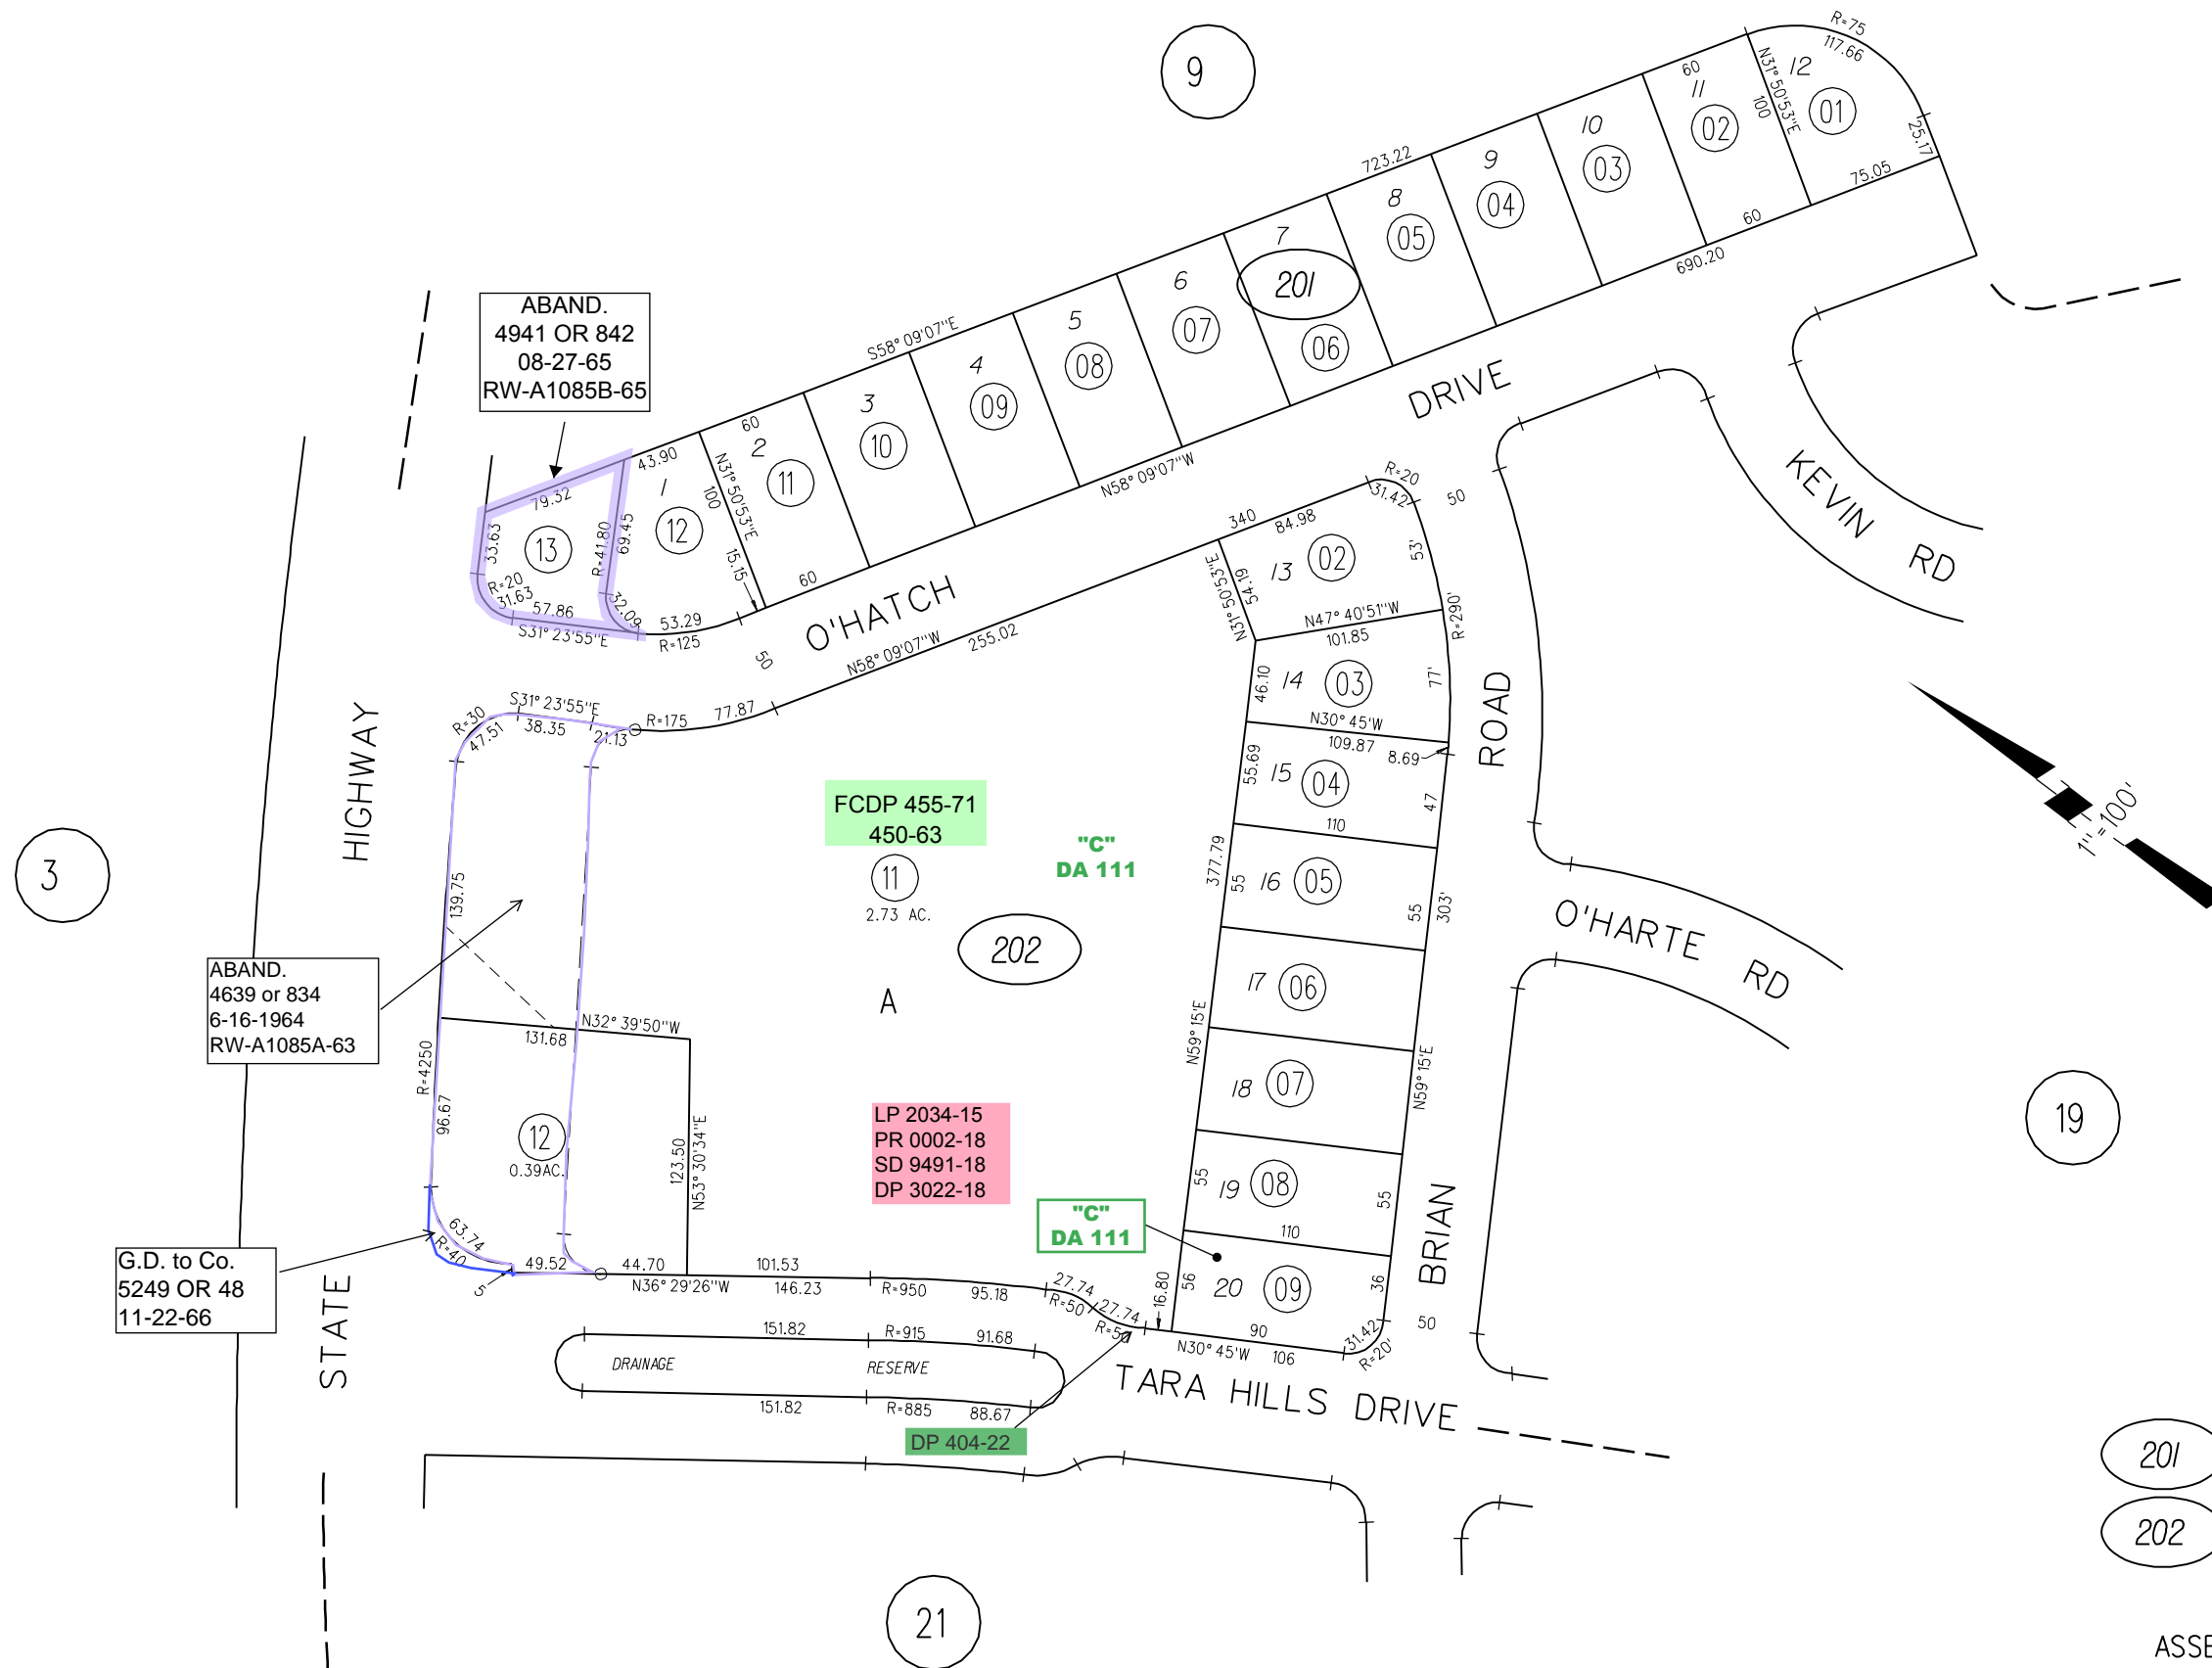 9
R=75
117.66
12
01
N31° 50'53"E
100
25.17
75.05
60
11
02
60
10
03
690.20
723.22
9
04
8
05
7
201
06
6
07
5
08
S58° 09'07"E
4
09
3
10
60
2
11
N31° 50'53"E
100
15.15
60
43.90
1
12
69.45
R=41.80
32.09
53.29
R=125
N58° 09'07"W
ABAND.
4941 OR 842
08-27-65
RW-A1085B-65
79.32
33.63
13
R=20
31.63
57.86
S31° 23'55"E
O'HATCH
DRIVE
50
KEVIN RD
R=20
31.42
50
340
84.98
N58° 09'07"W
255.02
N31° 50'53"E
54.19
13
02
53'
N47° 40'51"W
101.85
R=290'
46.10
14
03
77'
N30° 45'W
109.87
8.69
55.69
15
04
47
110
377.79
55
16
05
55
303'
17
06
N59° 15'E
18
07
N59° 15'E
55
19
08
55
110
56
20
09
36
16.80
90
N30° 45'W
106
31.42
R=20'
50
ROAD
BRIAN
O'HARTE RD
1"=100'
S31° 23'55"E
R=30
47.51
38.35
21.13
R=175
77.87
HIGHWAY
STATE
3
139.75
FCDP 455-71
450-63
11
2.73 AC.
"C"
DA 111
202
A
ABAND.
4639 or 834
6-16-1964
RW-A1085A-63
N32° 39'50"W
131.68
R=4250
96.67
12
0.39AC.
123.50
N53° 30'34"E
LP 2034-15
PR 0002-18
SD 9491-18
DP 3022-18
"C"
DA 111
G.D. to Co.
5249 OR 48
11-22-66
63.74
R=40
5
49.52
44.70
101.53
N36° 29'26"W
146.23
R=950
95.18
27.74
R=50
27.74
R=50
151.82
R=915
91.68
DRAINAGE RESERVE
151.82
R=885
88.67
TARA HILLS DRIVE
DP 404-22
19
21
201
202
ASSE